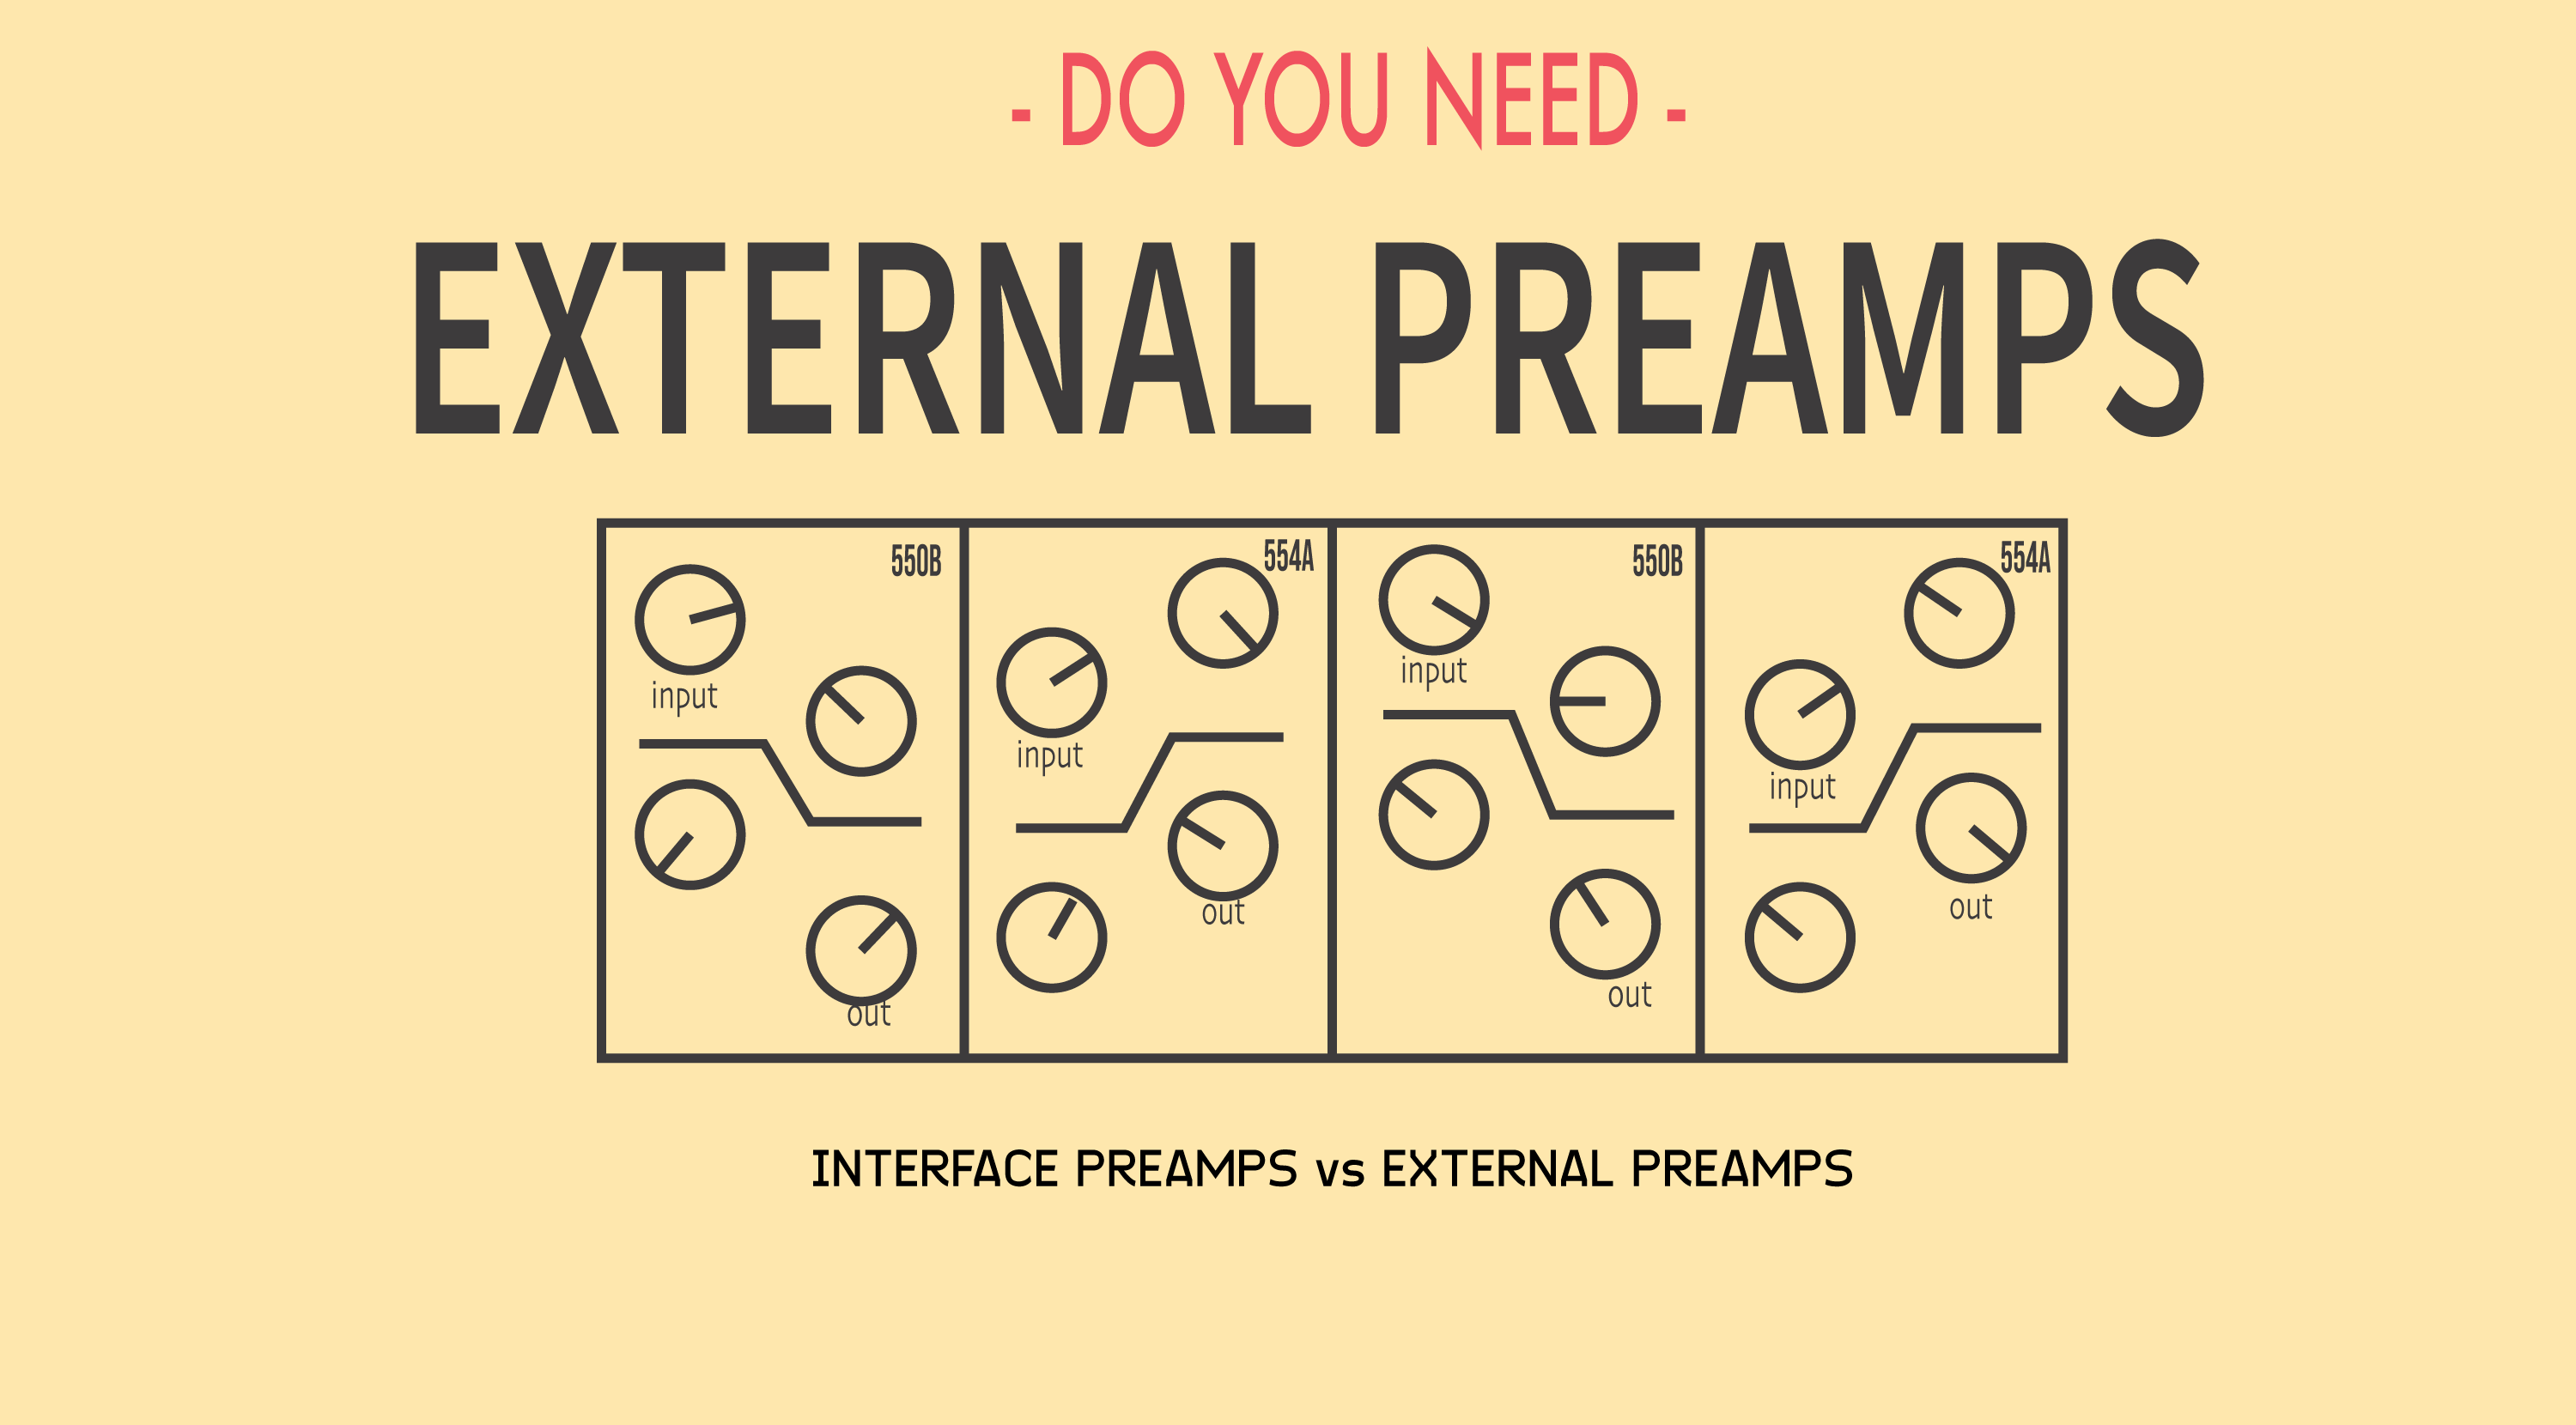 - DO YOU NEED -
EXTERNAL PREAMPS
550B
input
out
554A
input
out
550B
input
out
554A
input
out
INTERFACE PREAMPS vs EXTERNAL PREAMPS